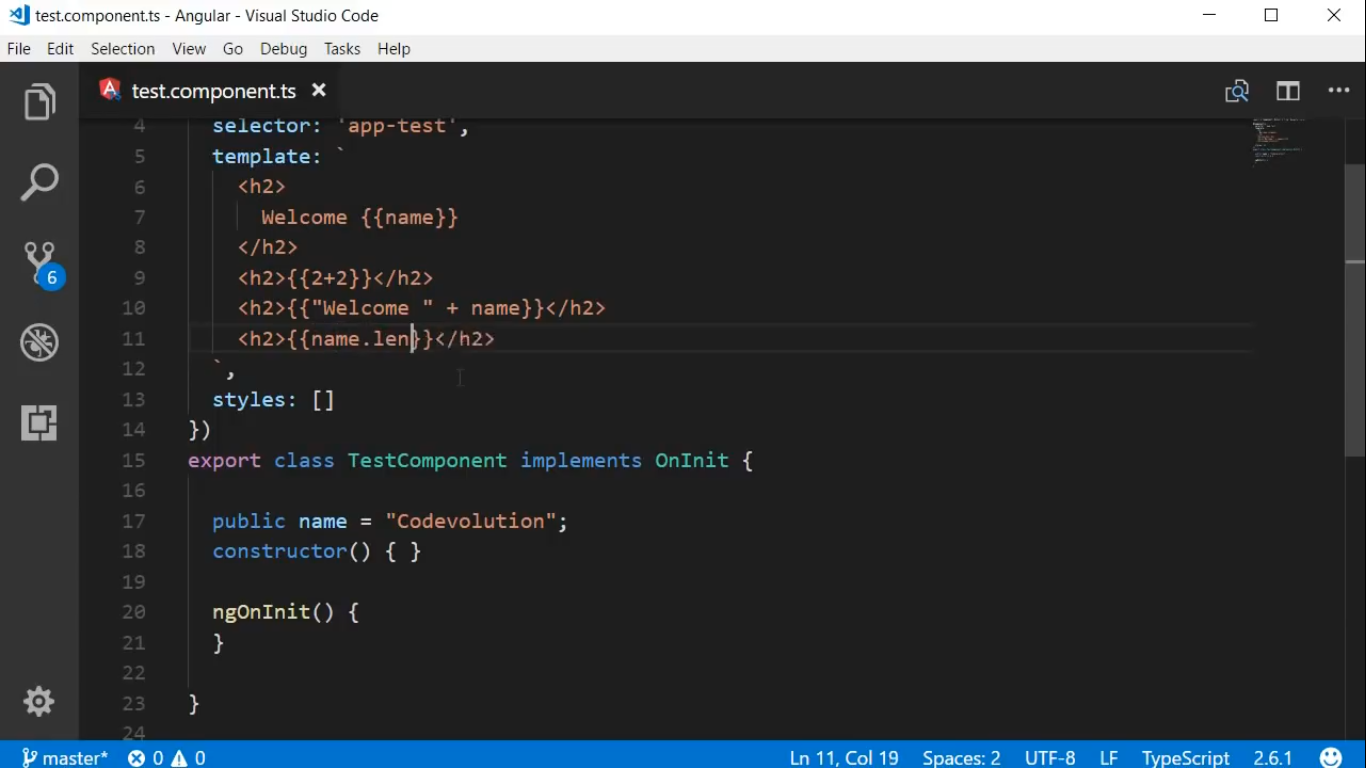 test.component.ts - Angular - Visual Studio Code
File Edit Selection View Go Debug Tasks Help
test.component.ts
4 selector: 'app-test',
5 template: `
6 <h2>
7 Welcome {{name}}
8 </h2>
9 <h2>{{2+2}}</h2>
10 <h2>{{"Welcome " + name}}</h2>
11 <h2>{{name.len}}</h2>
12 `,
13 styles: []
14 })
15 export class TestComponent implements OnInit {
16
17 public name = "Codevolution";
18 constructor() { }
19
20 ngOnInit() {
21 }
22
23 }
24
6
master* 0 0 Ln 11, Col 19 Spaces: 2 UTF-8 LF TypeScript 2.6.1